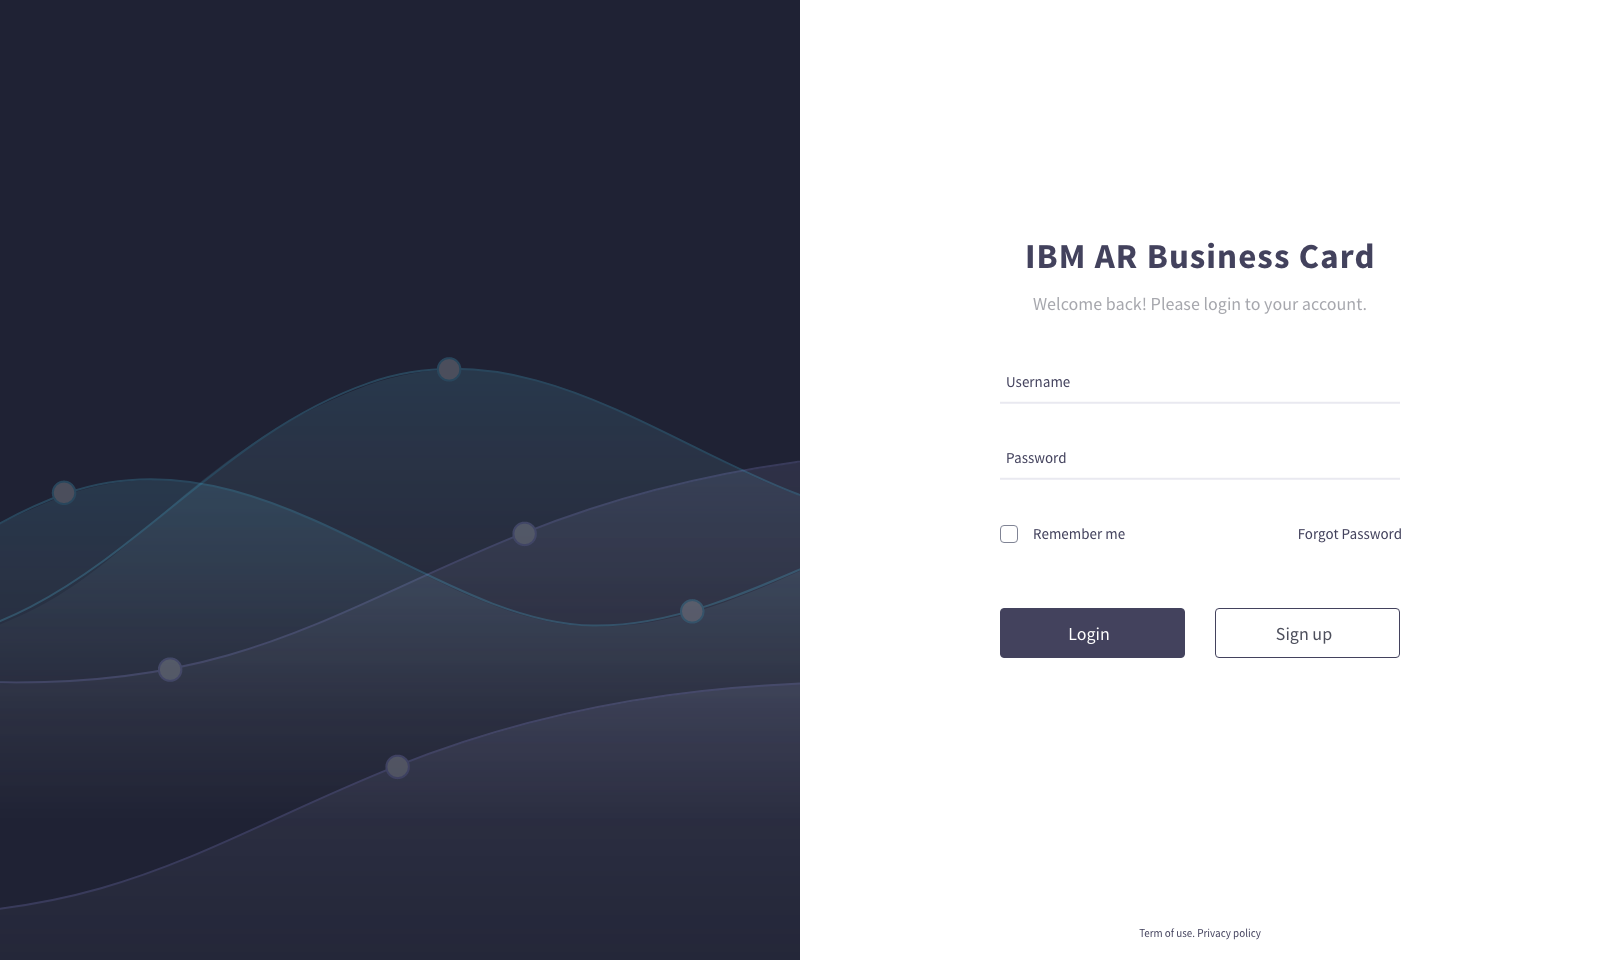 IBM AR Business Card
Welcome back! Please login to your account.
Username
Password
Remember me
Forgot Password
Login
Sign up
Term of use. Privacy policy